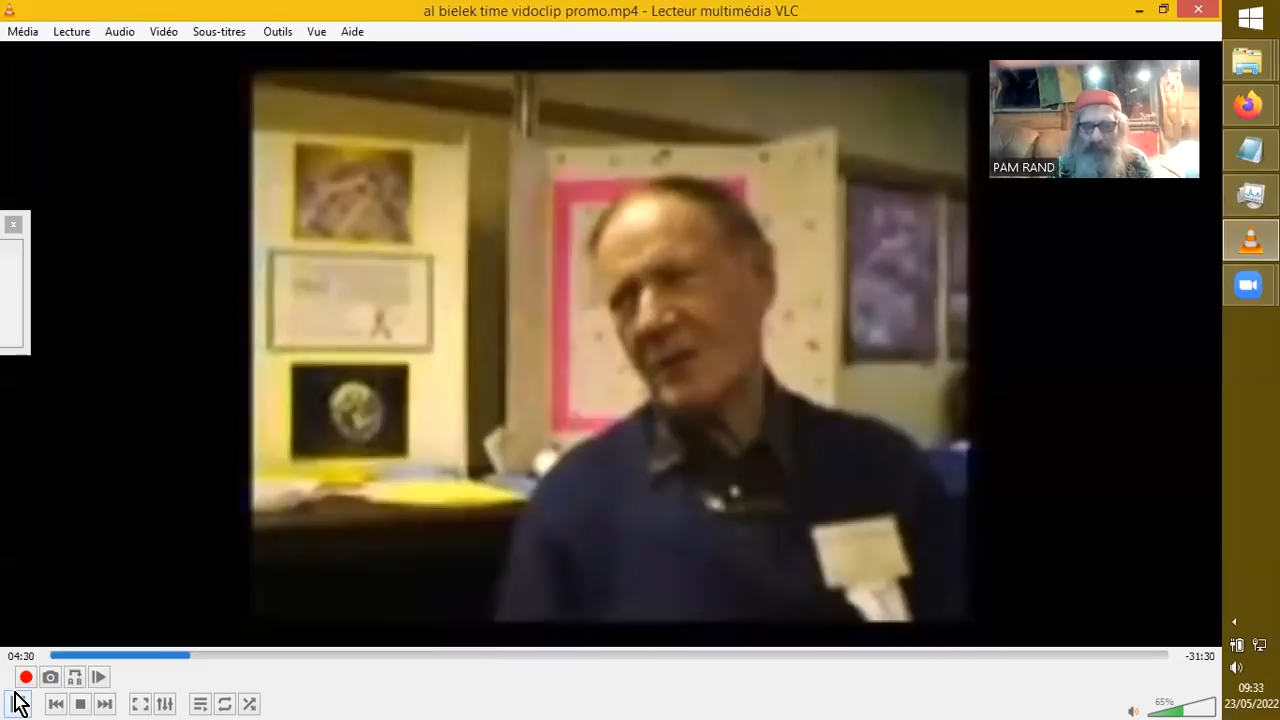 al bielek time vidoclip promo.mp4 - Lecteur multimédia VLC
Média Lecture Audio Vidéo Sous-titres Outils Vue Aide
PAM RAND
04:30
-31:30
65%
09:33
23/05/2022